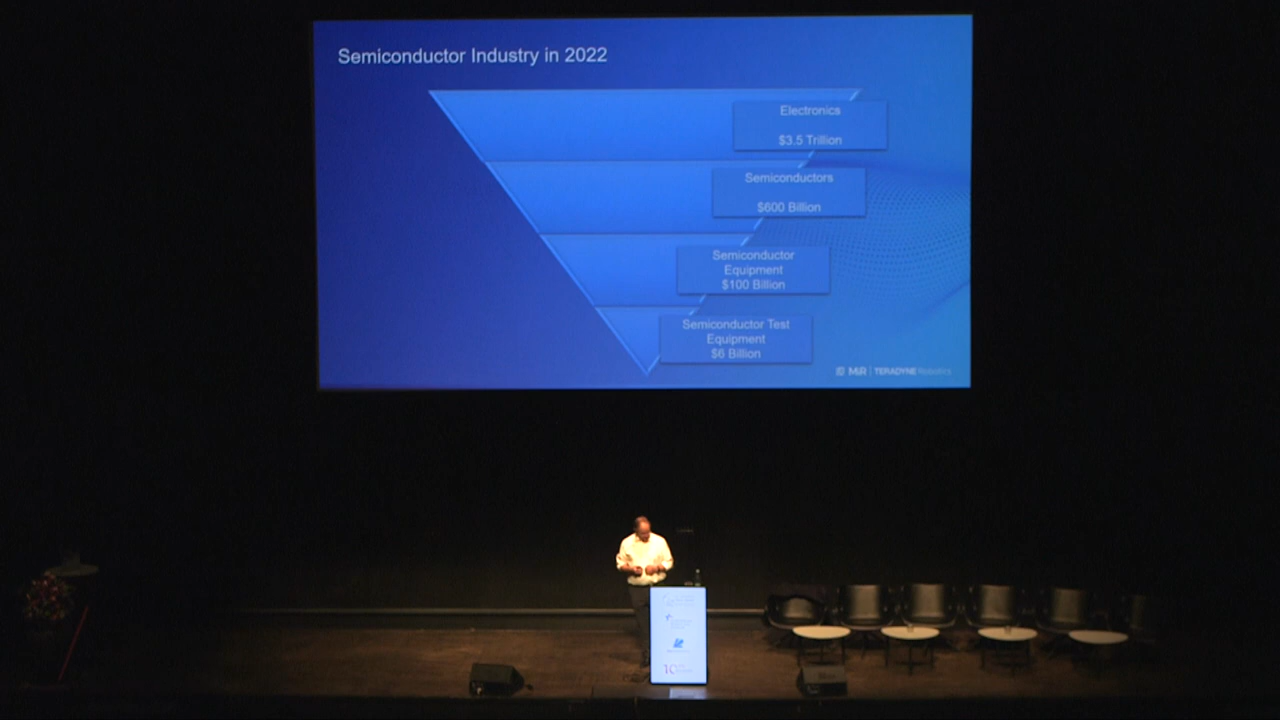 Semiconductor Industry in 2022
Electronics
$3.5 Trillion
Semiconductors
$600 Billion
Semiconductor
Equipment
$100 Billion
Semiconductor Test
Equipment
$6 Billion
MiR | TERADYNE Robotics
10